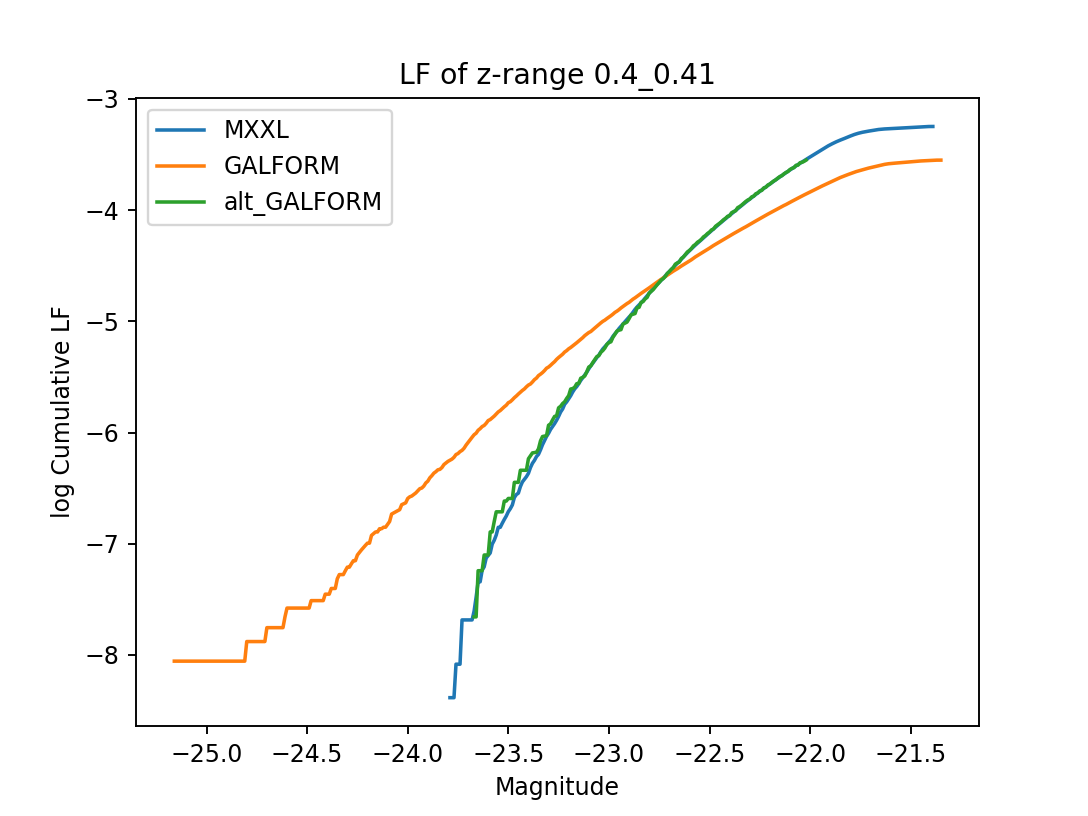 LF of z-range 0.4_0.41
MXXL
GALFORM
alt_GALFORM
−3
−4
−5
−6
−7
−8
log Cumulative LF
−25.0 −24.5 −24.0 −23.5 −23.0 −22.5 −22.0 −21.5
Magnitude